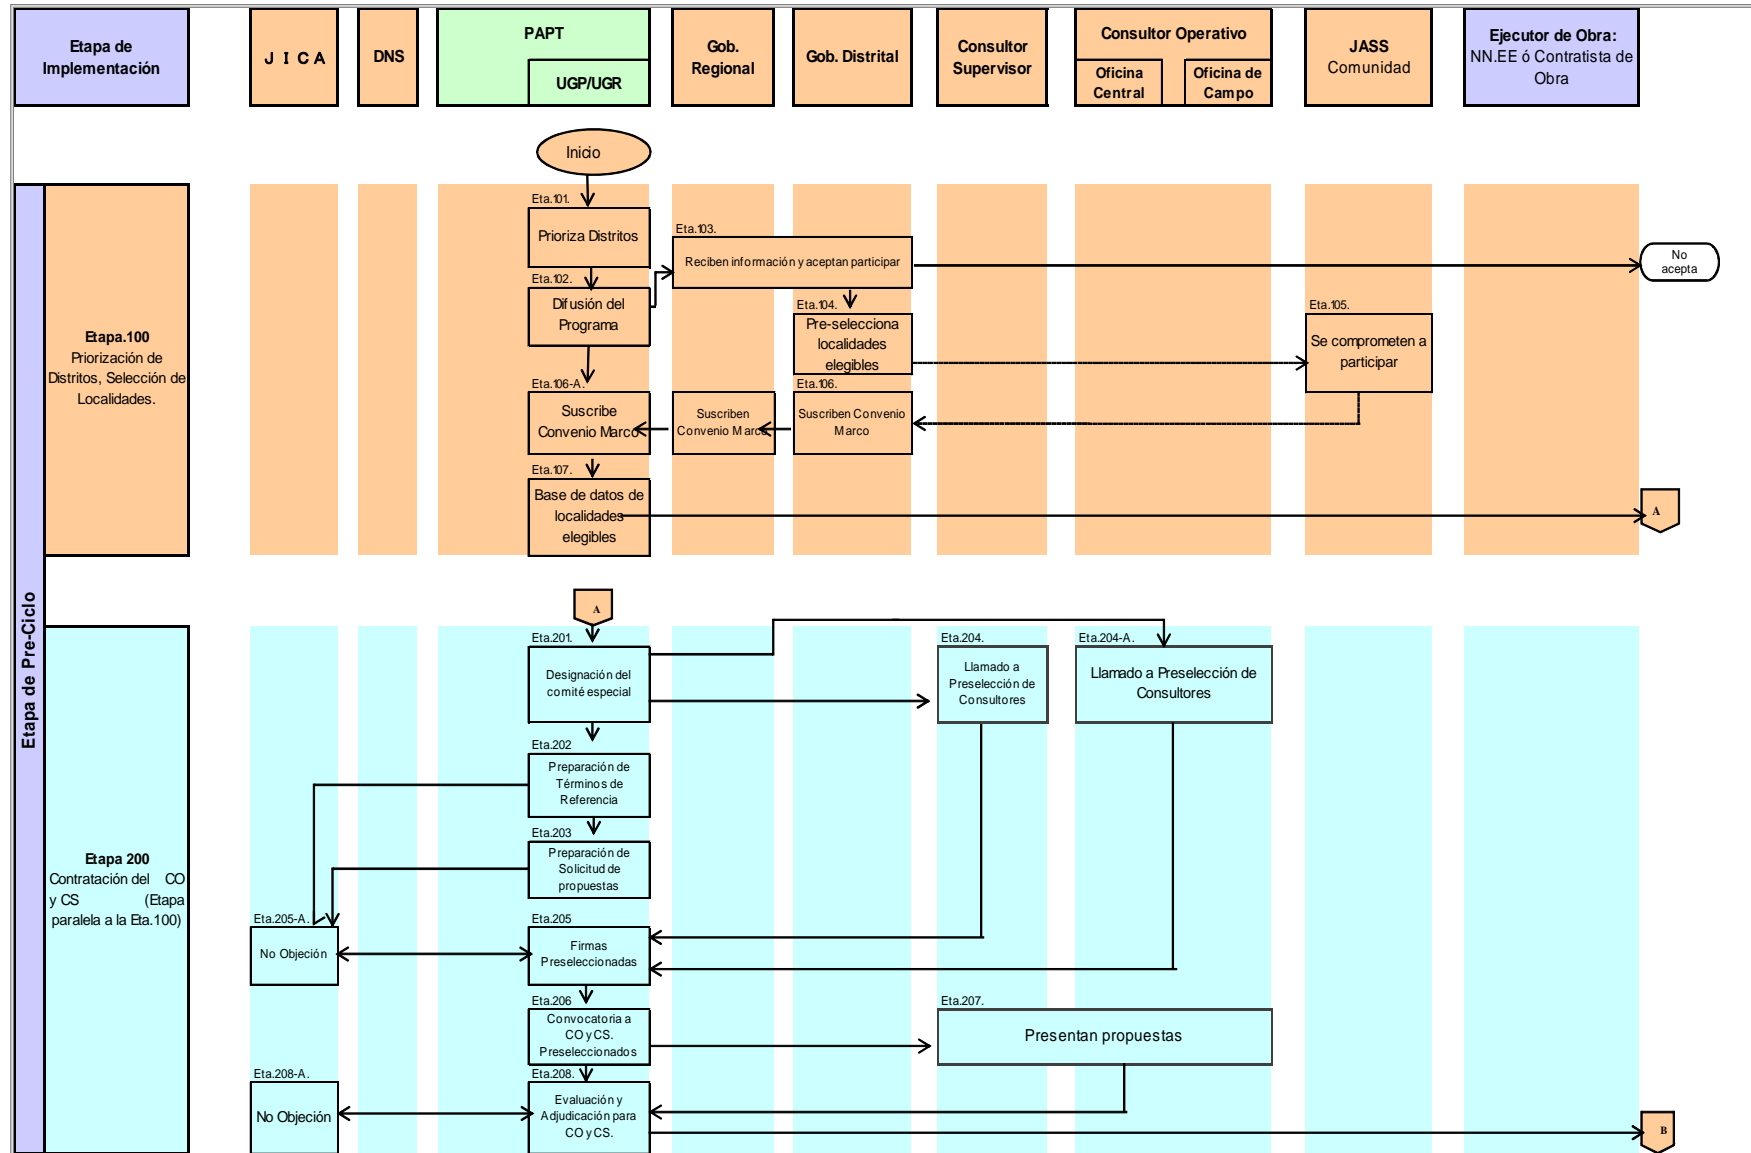 Etapa de
Implementación
J I C A
DNS
PAPT
UGP/UGR
Gob.
Regional
Gob. Distrital
Consultor
Supervisor
Consultor Operativo
Oficina
Central
Oficina de
Campo
JASS
Comunidad
Ejecutor de Obra:
NN.EE ó Contratista de
Obra
Inicio
Etapa de Pre-Ciclo
Etapa.100
Priorización de
Distritos, Selección de
Localidades.
Eta.101.
Prioriza Distritos
Eta.102.
Difusión del
Programa
Eta.103.
Reciben información y aceptan participar
No
acepta
Eta.104.
Pre-selecciona
localidades
elegibles
Eta.105.
Se comprometen a
participar
Eta.106-A.
Suscribe
Convenio Marco
Suscriben
Convenio Marco
Eta.106.
Suscriben Convenio
Marco
Eta.107.
Base de datos de
localidades
elegibles
A
A
Etapa 200
Contratación del CO
y CS (Etapa
paralela a la Eta.100)
Eta.201.
Designación del
comité especial
Eta.204.
Llamado a
Preselección de
Consultores
Eta.204-A.
Llamado a Preselección de
Consultores
Eta.202
Preparación de
Términos de
Referencia
Eta.203
Preparación de
Solicitud de
propuestas
Eta.205-A.
No Objeción
Eta.205
Firmas
Preseleccionadas
Eta.206
Convocatoria a
CO y CS.
Preseleccionados
Eta.207.
Presentan propuestas
Eta.208-A.
No Objeción
Eta.208.
Evaluación y
Adjudicación para
CO y CS.
B